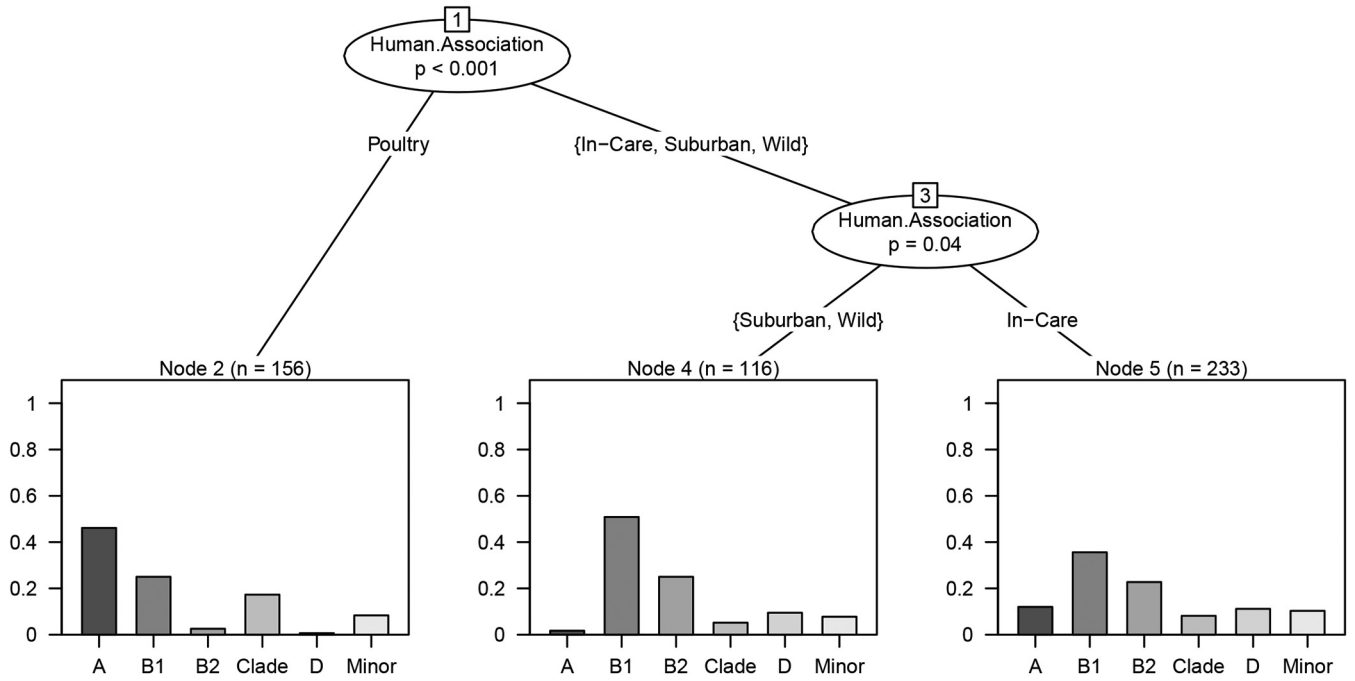 1
Human.Association
p < 0.001
Poultry
{In−Care, Suburban, Wild}
3
Human.Association
p = 0.04
{Suburban, Wild}
In−Care
Node 2 (n = 156)
1
0.8
0.6
0.4
0.2
0
A B1 B2 Clade D Minor
Node 4 (n = 116)
1
0.8
0.6
0.4
0.2
0
A B1 B2 Clade D Minor
Node 5 (n = 233)
1
0.8
0.6
0.4
0.2
0
A B1 B2 Clade D Minor